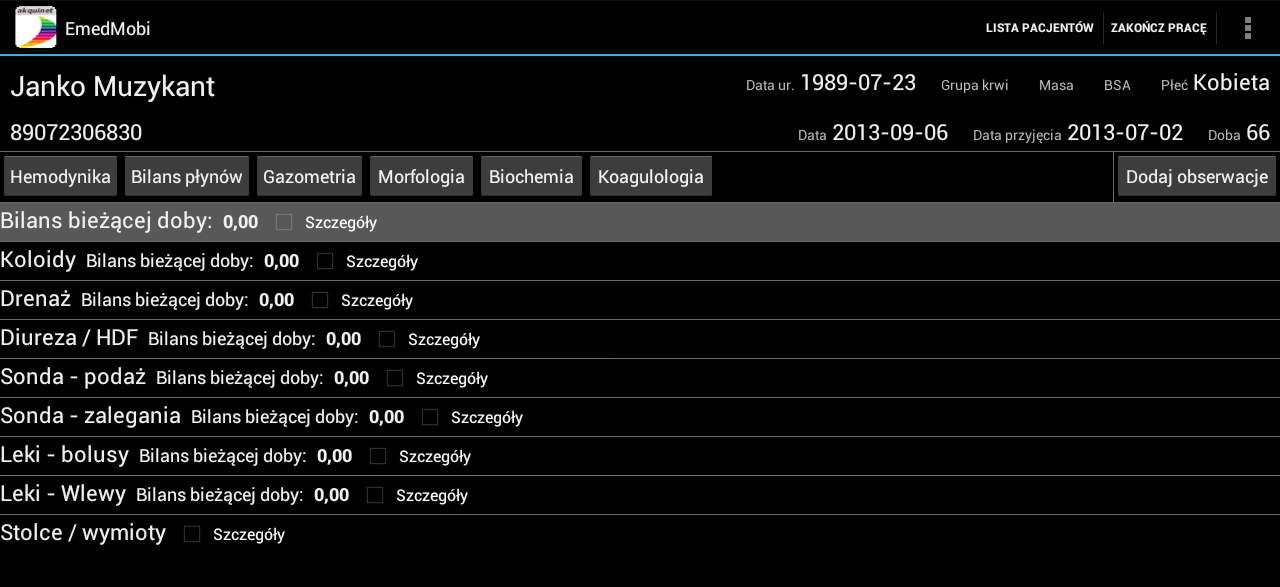 akquinet
EmedMobi LISTA PACJENTÓW ZAKOŃCZ PRACĘ
Janko Muzykant Data ur. 1989-07-23 Grupa krwi Masa BSA Płeć Kobieta
89072306830 Data 2013-09-06 Data przyjęcia 2013-07-02 Doba 66
Hemodynika Bilans płynów Gazometria Morfologia Biochemia Koagulologia Dodaj obserwacje
Bilans bieżącej doby: 0,00 Szczegóły
Koloidy Bilans bieżącej doby: 0,00 Szczegóły
Drenaż Bilans bieżącej doby: 0,00 Szczegóły
Diureza / HDF Bilans bieżącej doby: 0,00 Szczegóły
Sonda - podaż Bilans bieżącej doby: 0,00 Szczegóły
Sonda - zalegania Bilans bieżącej doby: 0,00 Szczegóły
Leki - bolusy Bilans bieżącej doby: 0,00 Szczegóły
Leki - Wlewy Bilans bieżącej doby: 0,00 Szczegóły
Stolce / wymioty Szczegóły